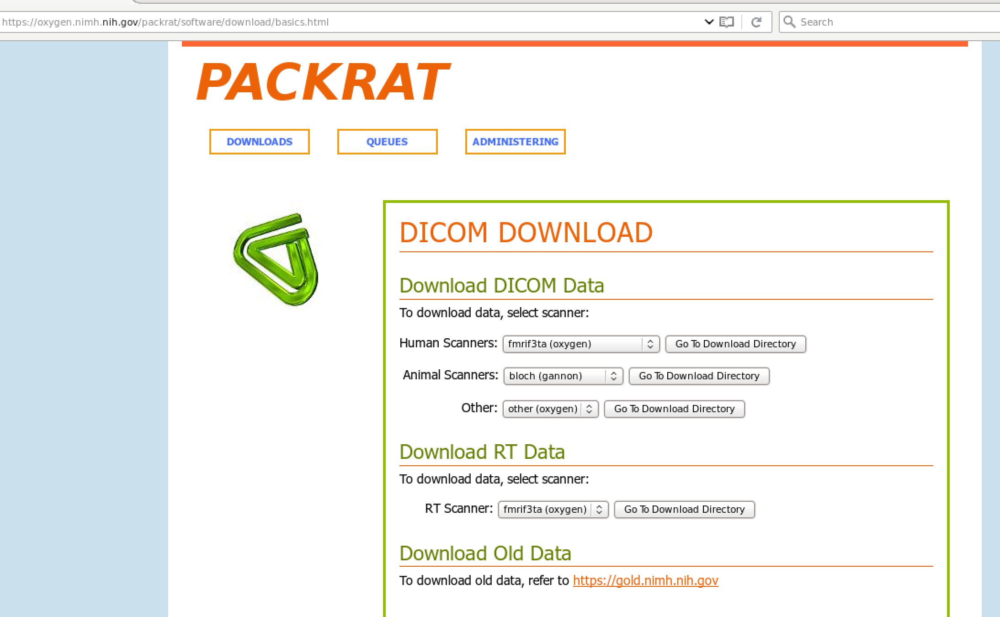 https://oxygen.nimh.nih.gov/packrat/software/download/basics.html
Search
PACKRAT
DOWNLOADS QUEUES ADMINISTERING
DICOM DOWNLOAD
Download DICOM Data
To download data, select scanner:
Human Scanners: fmrif3ta (oxygen) Go To Download Directory
Animal Scanners: bloch (gannon) Go To Download Directory
Other: other (oxygen) Go To Download Directory
Download RT Data
To download data, select scanner:
RT Scanner: fmrif3ta (oxygen) Go To Download Directory
Download Old Data
To download old data, refer to https://gold.nimh.nih.gov